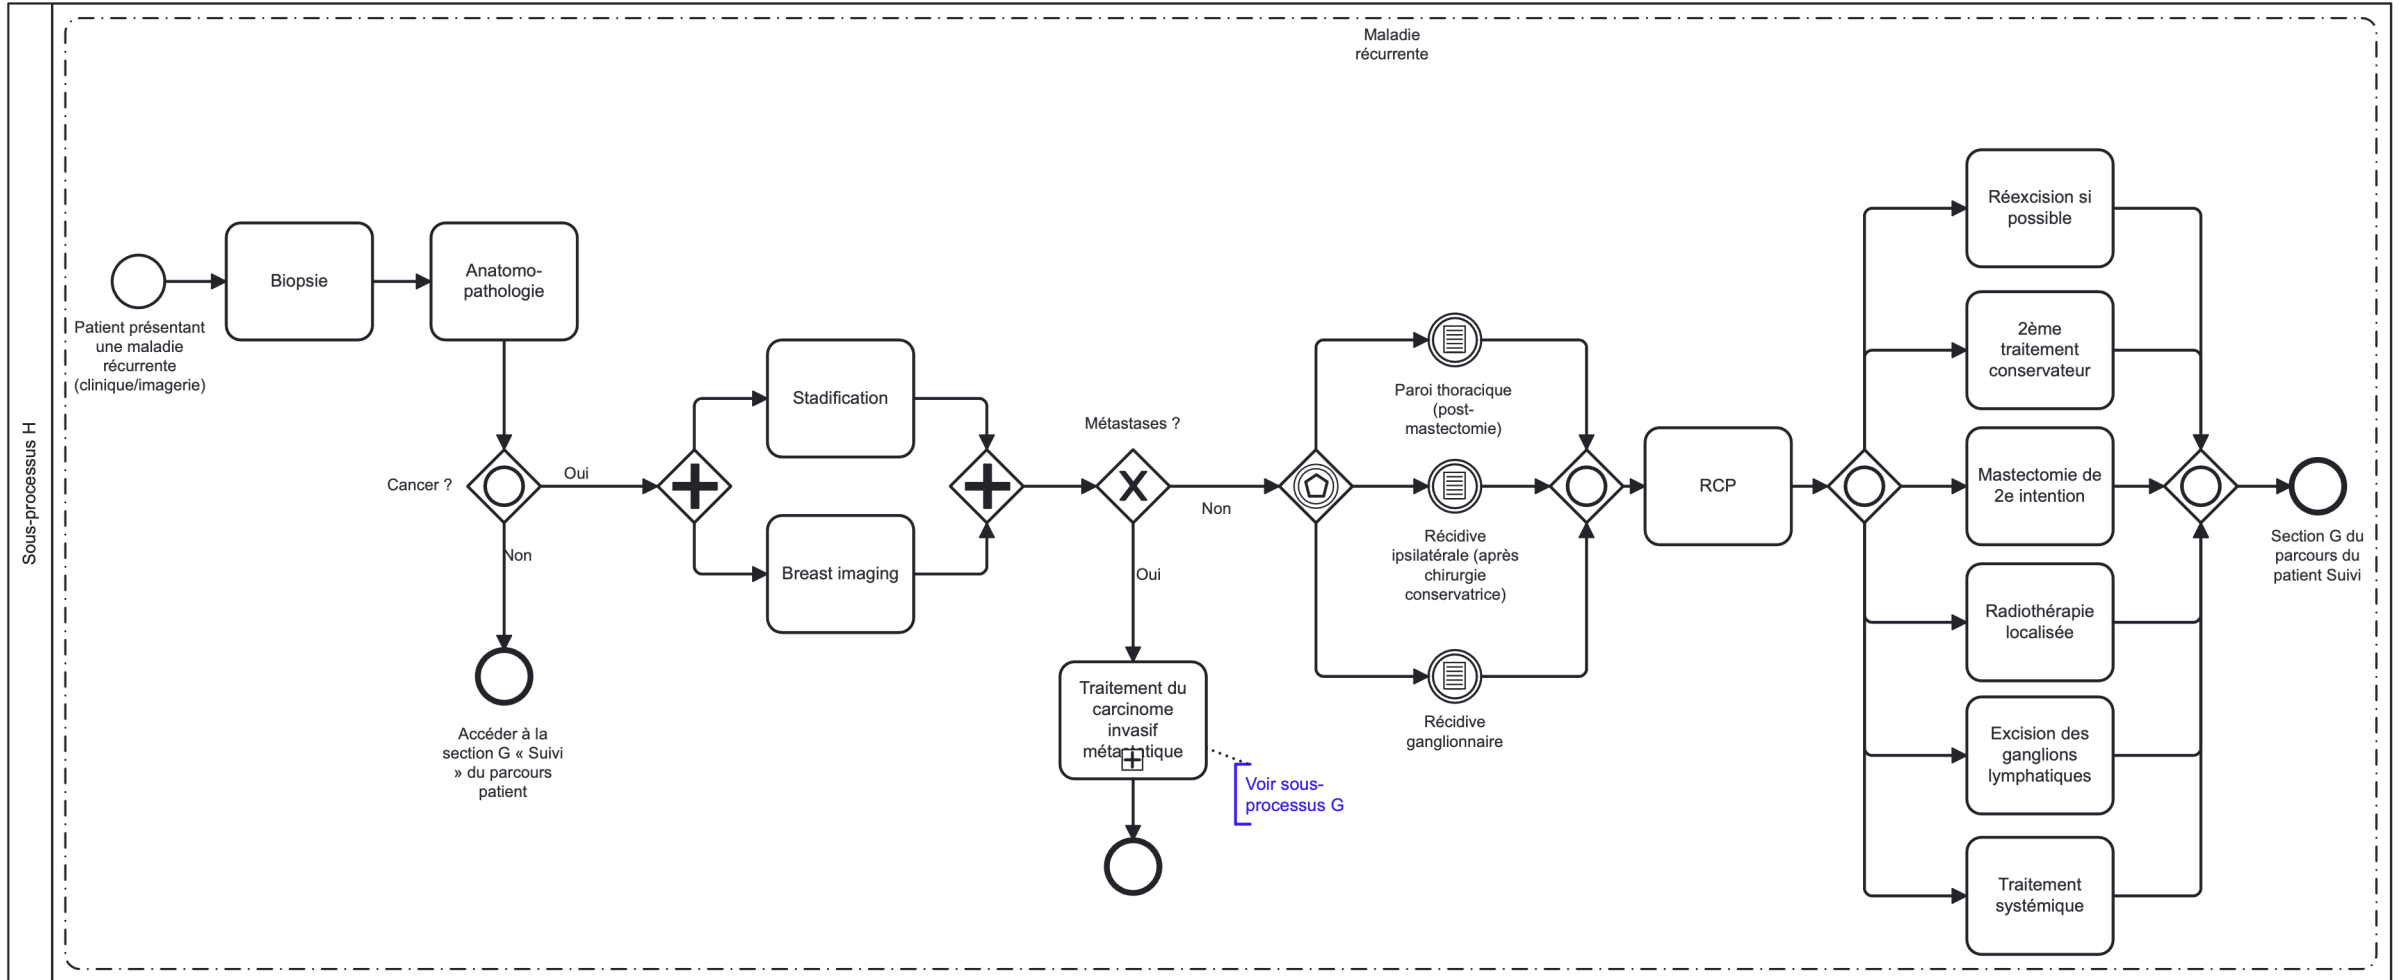 Maladie
récurrente
Sous-processus H
Patient présentant
une maladie
récurrente
(clinique/imagerie)
Biopsie
Anatomo-
pathologie
Cancer ?
Oui
Non
Accéder à la
section G « Suivi
» du parcours
patient
Stadification
Breast imaging
Métastases ?
Non
Oui
Traitement du
carcinome
invasif
métastatique
Voir sous-
processus G
Paroi thoracique
(post-
mastectomie)
Récidive
ipsilatérale (après
chirurgie
conservatrice)
Récidive
ganglionnaire
RCP
Réexcision si
possible
2ème
traitement
conservateur
Mastectomie de
2e intention
Radiothérapie
localisée
Excision des
ganglions
lymphatiques
Traitement
systémique
Section G du
parcours du
patient Suivi